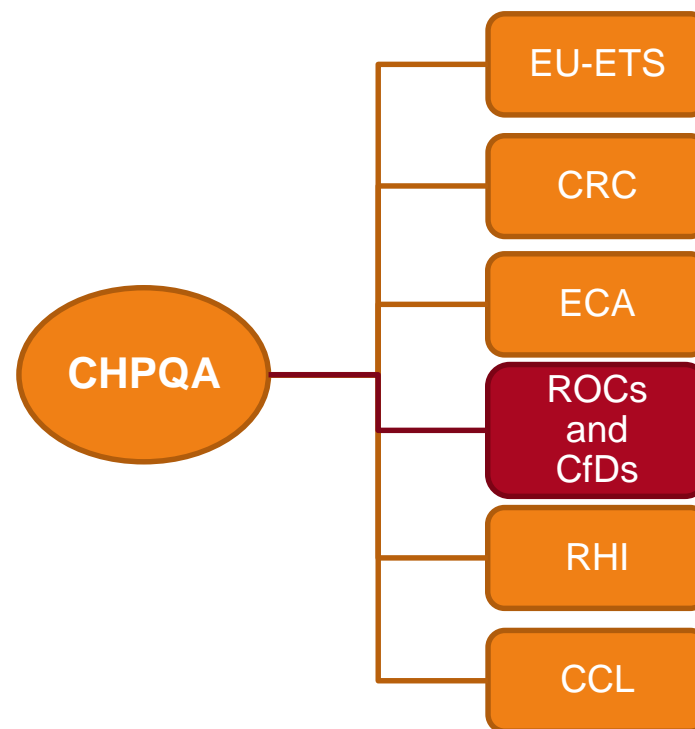 EU-ETS
CRC
ECA
CHPQA
ROCs
and
CfDs
RHI
CCL